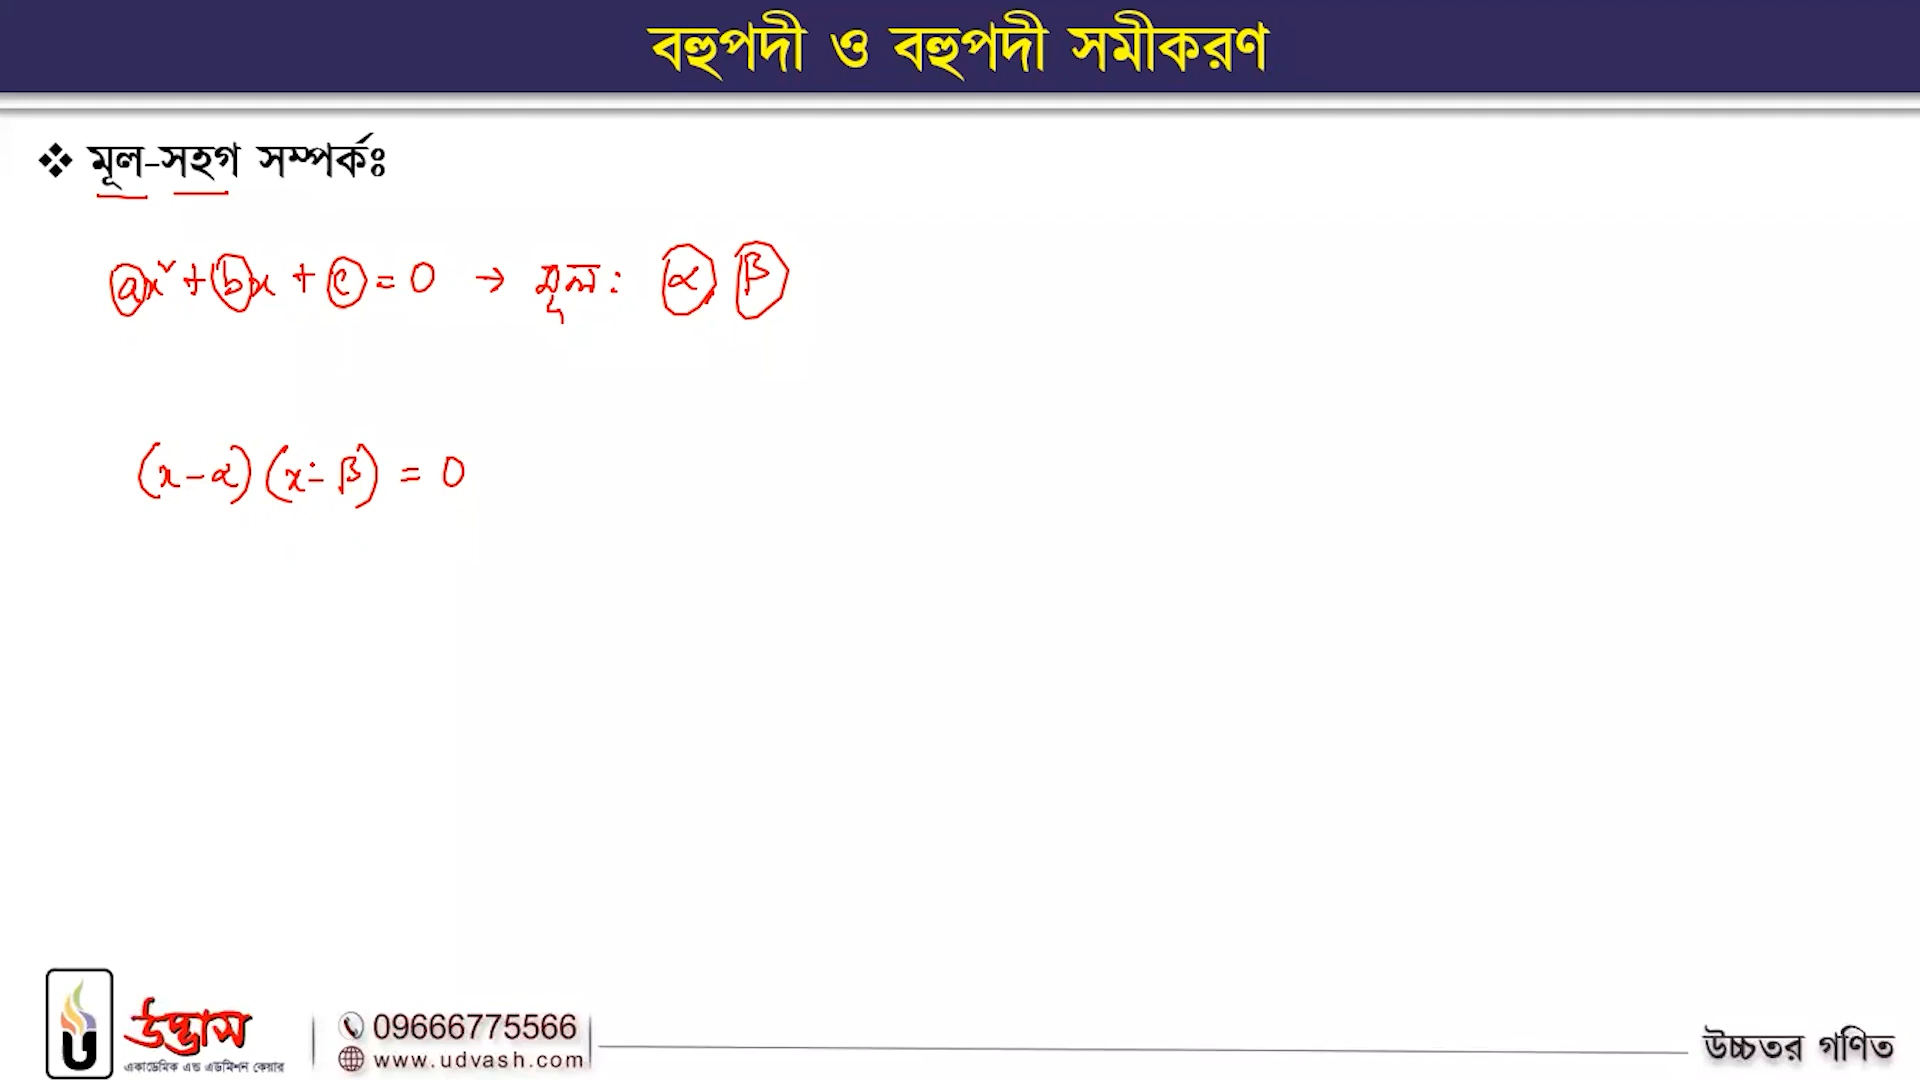 বহুপদী ও বহুপদী সমীকরণ
❖ মূল-সহগ সম্পর্কঃ
ax² + bx + c = 0 → মূল: α β
(x - α) (x - β) = 0
উদ্ভাস
একাডেমিক এন্ড এডমিশন কেয়ার
09666775566
www.udvash.com
উচ্চতর গণিত